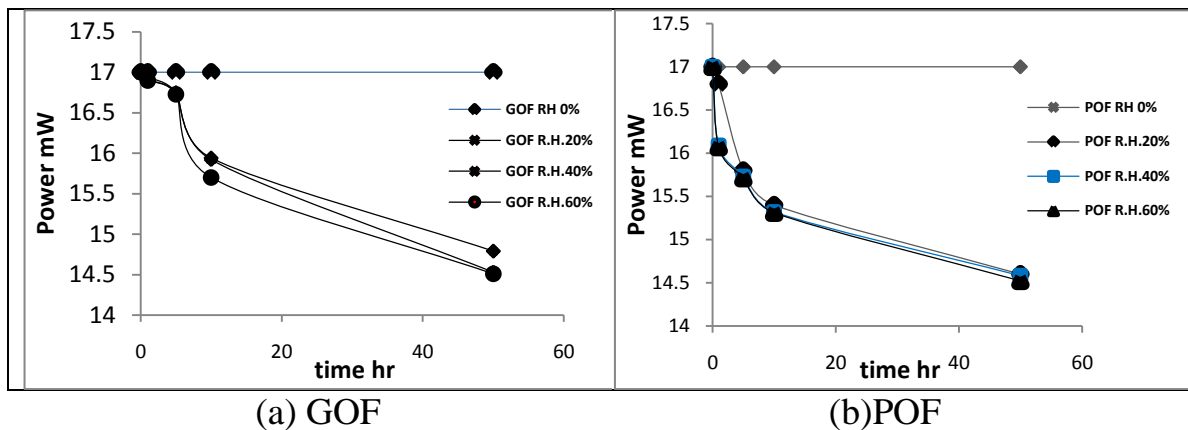 17.5
17
16.5
16
15.5
15
14.5
14
0
20
40
60
Power mW
time hr
GOF RH 0%
GOF R.H.20%
GOF R.H.40%
GOF R.H.60%
(a) GOF
17.5
17
16.5
16
15.5
15
14.5
14
0
20
40
60
Power mW
time hr
POF RH 0%
POF R.H.20%
POF R.H.40%
POF R.H.60%
(b)POF